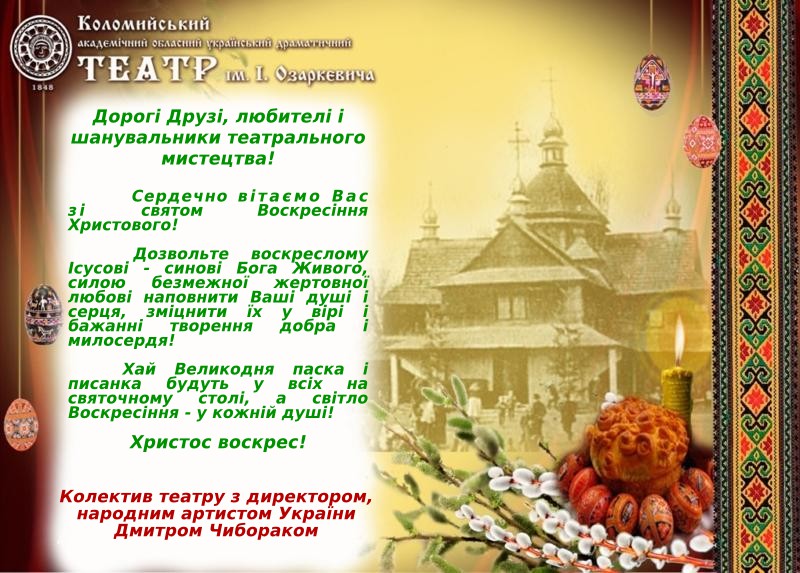 Коломийський
академічний обласний український драматичний
ТЕАТР ім. І. Озаркевича
1848
Дорогі Друзі, любителі і
шанувальники театрального
мистецтва!
Сердечно вітаємо Вас
зі святом Воскресіння
Христового!
Дозвольте воскреслому
Ісусові - синові Бога Живого,
силою безмежної жертовної
любові наповнити Ваші душі і
серця, зміцнити їх у вірі і
бажанні творення добра і
милосердя!
Хай Великодня паска і
писанка будуть у всіх на
святочному столі, а світло
Воскресіння - у кожній душі!
Христос воскрес!
Колектив театру з директором,
народним артистом України
Дмитром Чибораком